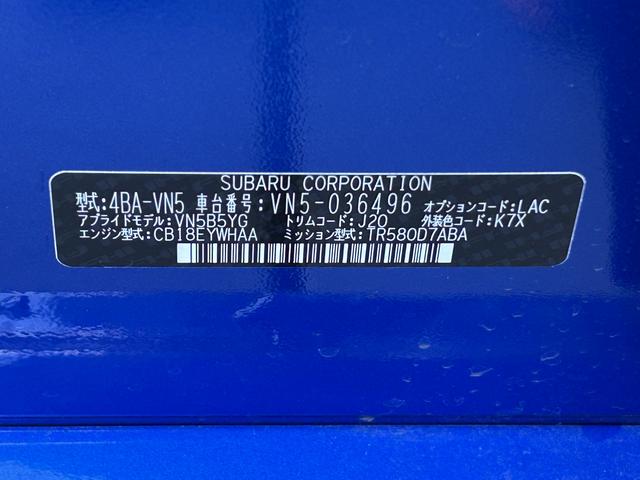 SUBARU CORPORATION
型式:4BA-VN5 車台番号:VN5-036496 オプションコード:LAC
アプライドモデル:VN5B5YG トリムコード:J20 外装色コード:K7X
エンジン型式:CB18EYWHAA ミッション型式:TR580D7ABA